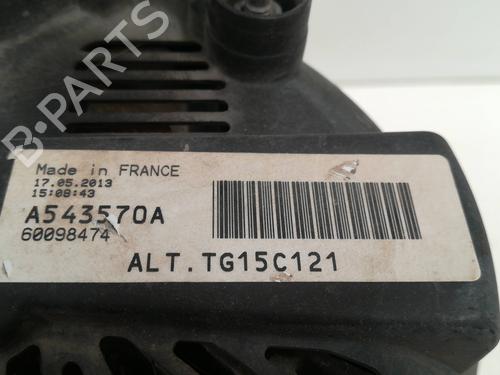 B-PARTS
Made in FRANCE
17.05.2013
15:08:43
A543570A
60098474
ALT.TG15C121